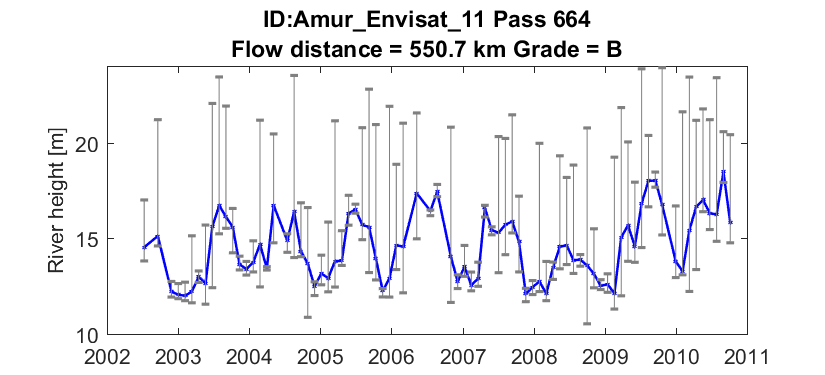 ID:Amur_Envisat_11 Pass 664
Flow distance = 550.7 km Grade = B
River height [m]
20
15
10
2002 2003 2004 2005 2006 2007 2008 2009 2010 2011